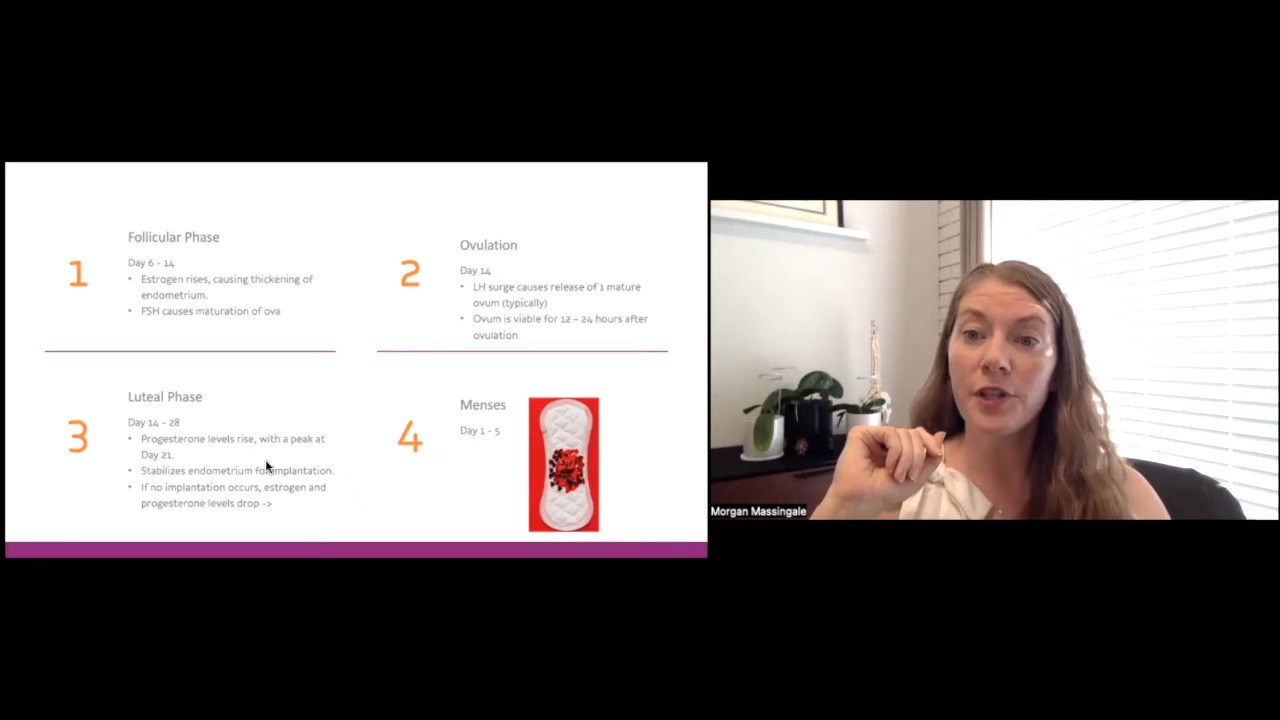 1
Follicular Phase
Day 6 - 14
• Estrogen rises, causing thickening of
endometrium.
• FSH causes maturation of ova
2
Ovulation
Day 14
• LH surge causes release of 1 mature
ovum (typically)
• Ovum is viable for 12 – 24 hours after
ovulation
3
Luteal Phase
Day 14 - 28
• Progesterone levels rise, with a peak at
Day 21.
• Stabilizes endometrium for implantation.
• If no implantation occurs, estrogen and
progesterone levels drop ->
4
Menses
Day 1 - 5
Morgan Massingale